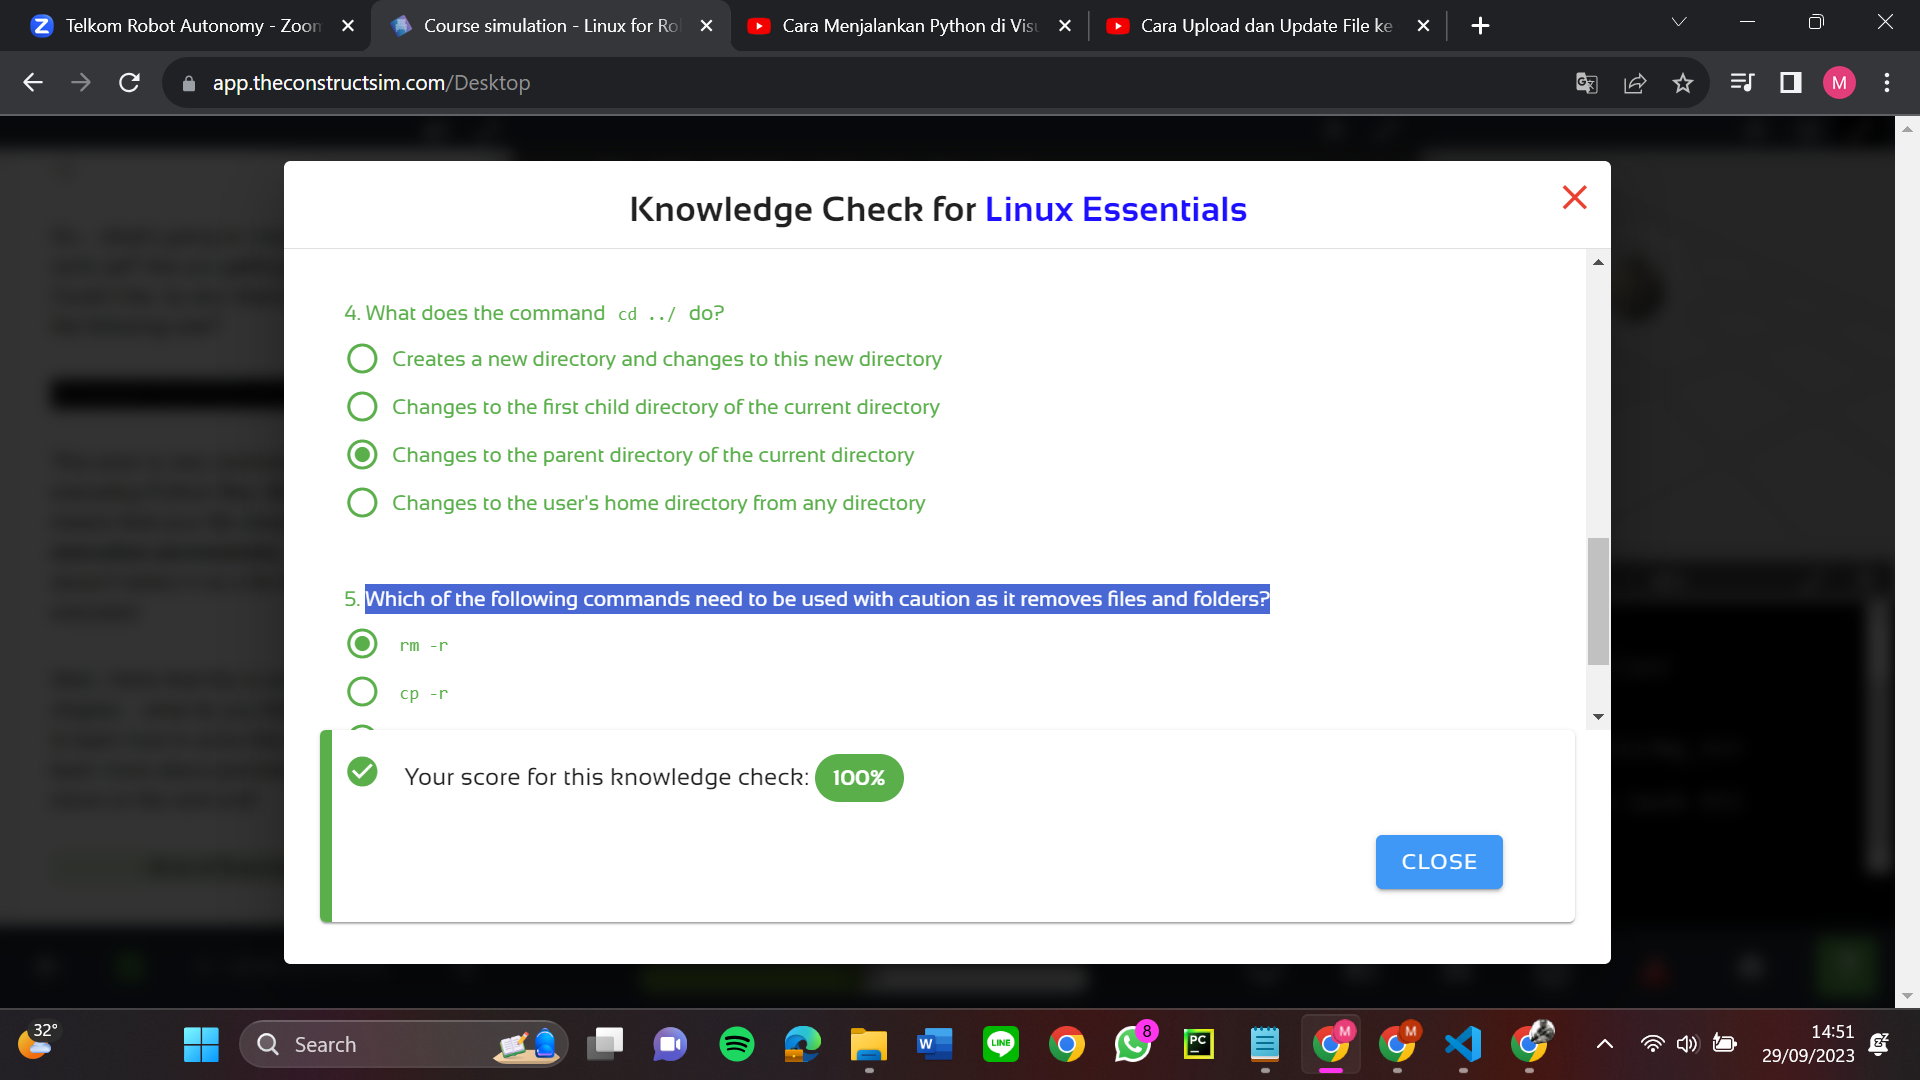 Telkom Robot Autonomy - Zoom
Course simulation - Linux for Ro
Cara Menjalankan Python di Visu
Cara Upload dan Update File ke
app.theconstructsim.com/Desktop
M
Knowledge Check for Linux Essentials
4. What does the command cd ../ do?
Creates a new directory and changes to this new directory
Changes to the first child directory of the current directory
Changes to the parent directory of the current directory
Changes to the user's home directory from any directory
5. Which of the following commands need to be used with caution as it removes files and folders?
rm -r
cp -r
Your score for this knowledge check: 100%
CLOSE
32°
Search
LINE
8
PC
M
M
14:51
29/09/2023